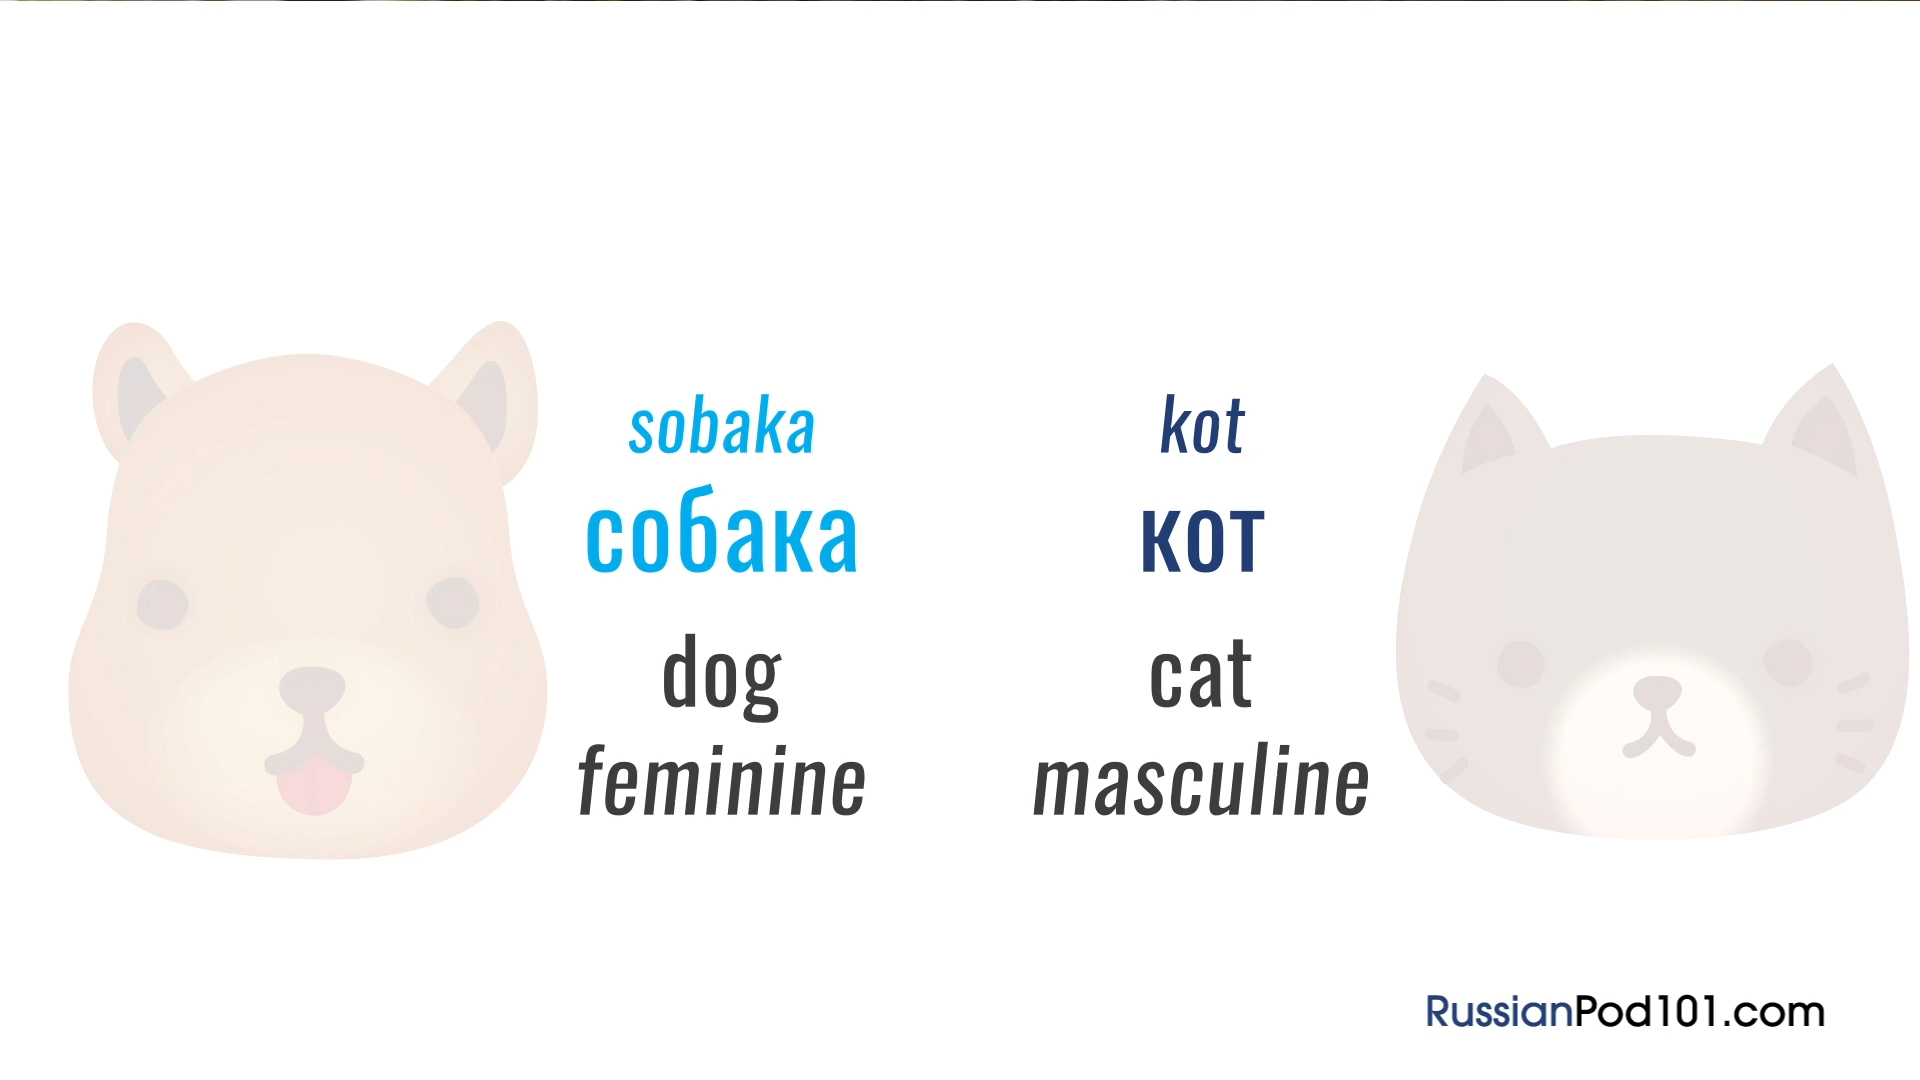 sobaka
собака
dog
feminine
kot
кот
cat
masculine
RussianPod101.com